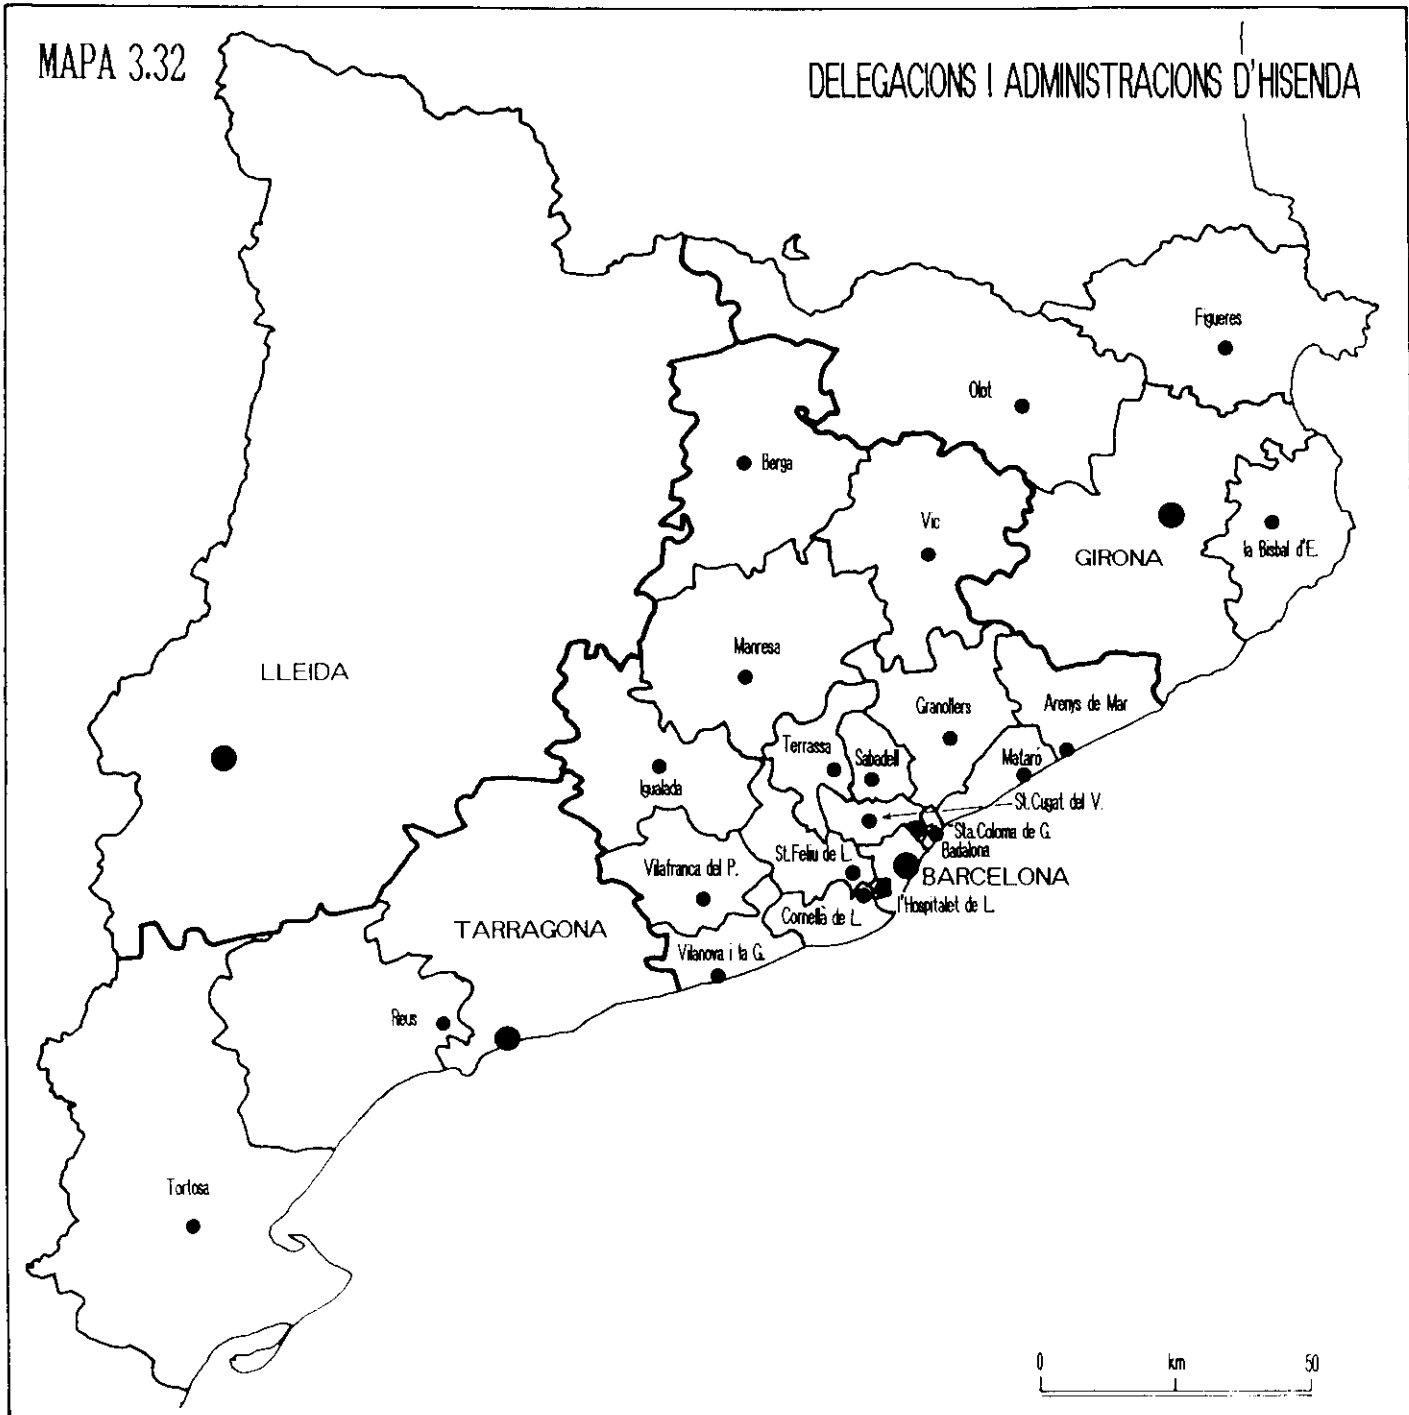 MAPA 3.32
DELEGACIONS I ADMINISTRACIONS D'HISENDA
Figueres
Olot
Berga
Vic
GIRONA
la Bisbal d'E.
Manresa
LLEIDA
Granollers
Arenys de Mar
Terrassa
Sabadell
Mataró
Igualada
St.Cugat del V.
Sta.Coloma de G.
Badalona
St.Feliu de L.
Vilafranca del P.
BARCELONA
l'Hospitalet de L.
Cornellà de L.
TARRAGONA
Vilanova i la G.
Reus
Tortosa
0 km 50